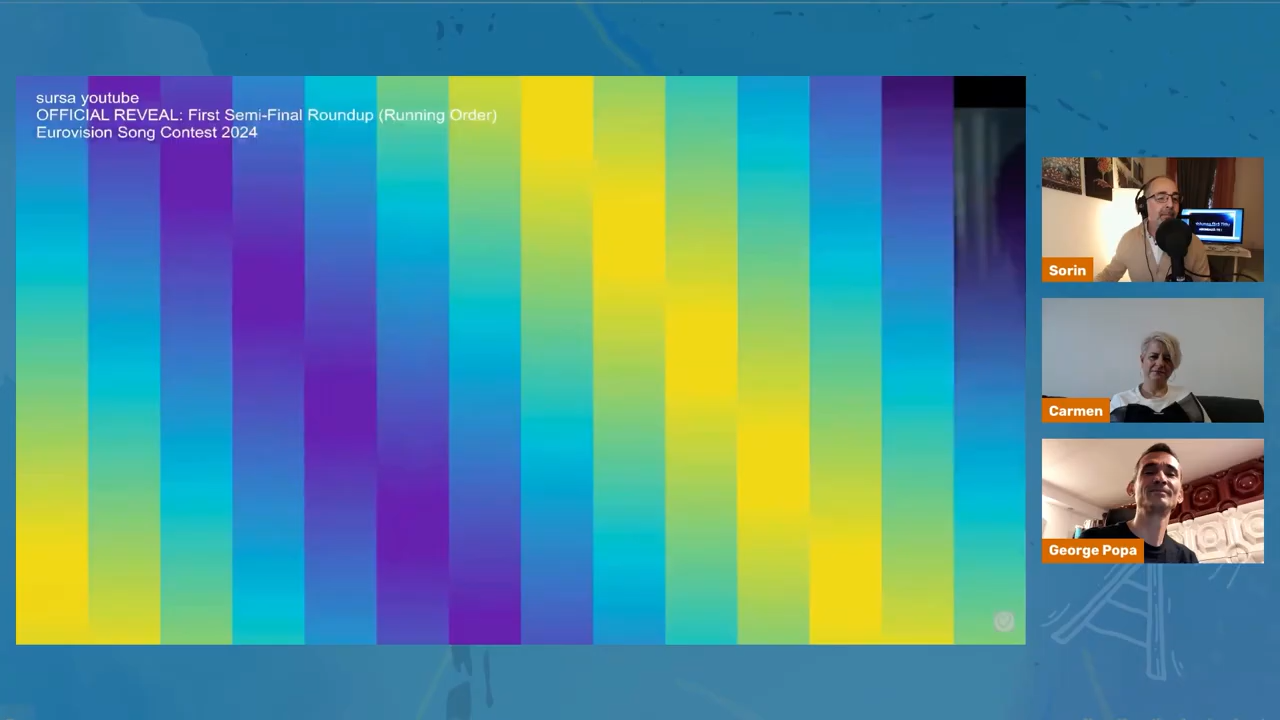 sursa youtube
OFFICIAL REVEAL: First Semi-Final Roundup (Running Order)
Eurovision Song Contest 2024
Sorin
Carmen
George Popa